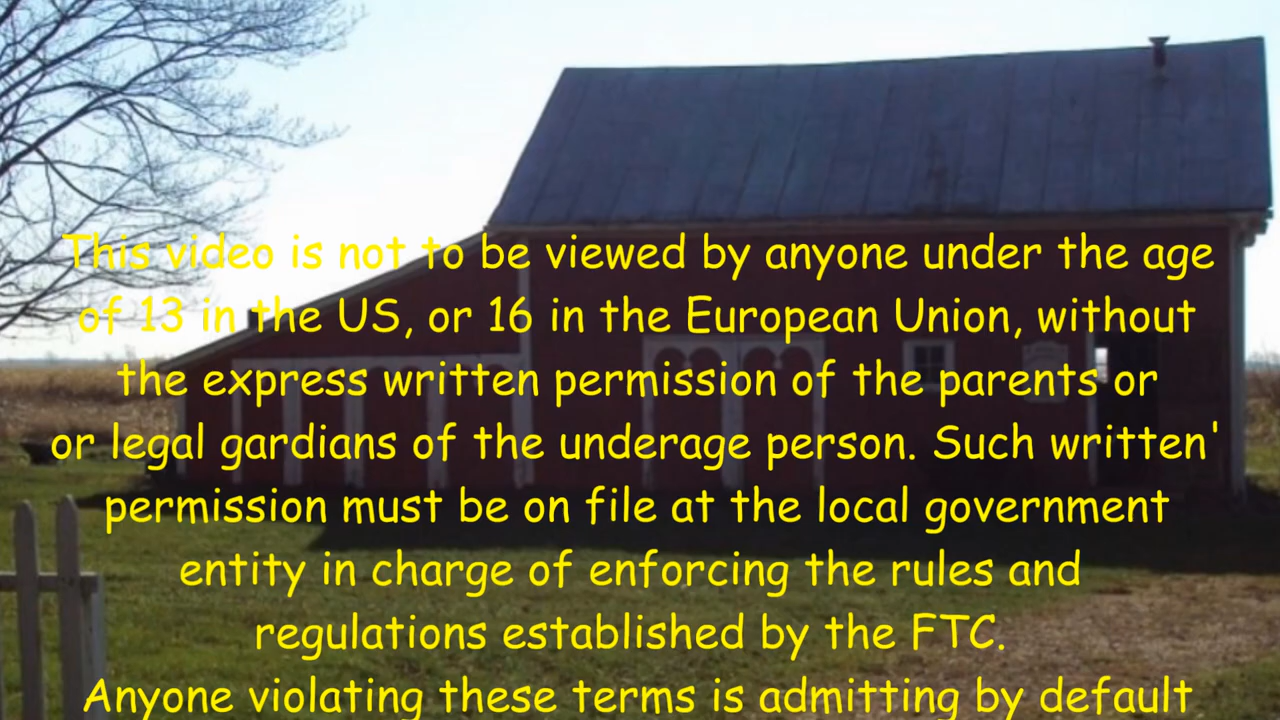 This video is not to be viewed by anyone under the age
of 13 in the US, or 16 in the European Union, without
the express written permission of the parents or
or legal gardians of the underage person. Such written'
permission must be on file at the local government
entity in charge of enforcing the rules and
regulations established by the FTC.
Anyone violating these terms is admitting by default